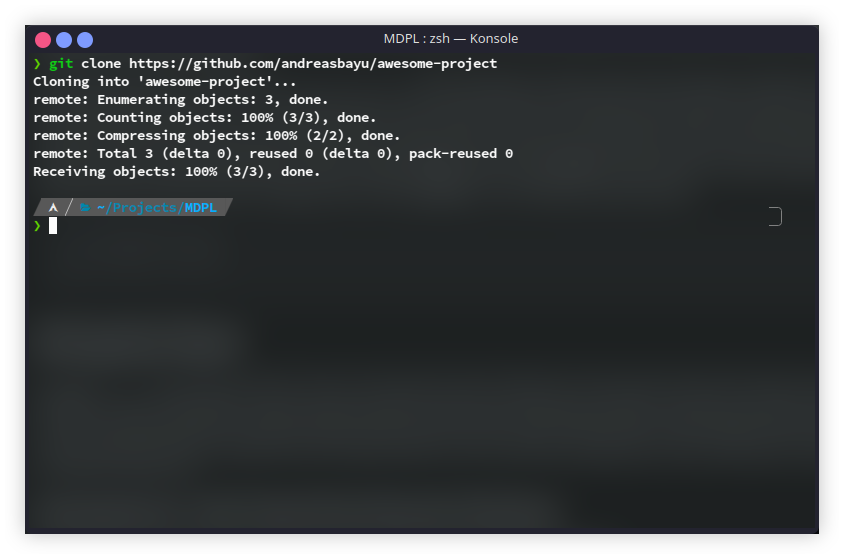 MDPL : zsh — Konsole
❯ git clone https://github.com/andreasbayu/awesome-project
Cloning into 'awesome-project'...
remote: Enumerating objects: 3, done.
remote: Counting objects: 100% (3/3), done.
remote: Compressing objects: 100% (2/2), done.
remote: Total 3 (delta 0), reused 0 (delta 0), pack-reused 0
Receiving objects: 100% (3/3), done.
~/Projects/MDPL
❯